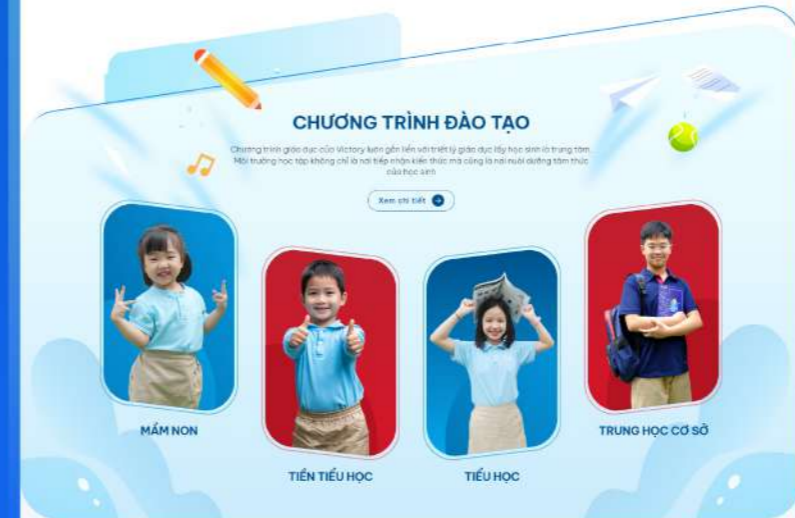 CHƯƠNG TRÌNH ĐÀO TẠO
Chương trình giáo dục của Victory luôn gắn liền với triết lý giáo dục lấy học sinh là trung tâm.
Môi trường học tập không chỉ là nơi tiếp nhận kiến thức mà cũng là nơi nuôi dưỡng tâm thức
của học sinh
Xem chi tiết
MẦM NON
TRUNG HỌC CƠ SỞ
TIỀN TIỂU HỌC
TIỂU HỌC